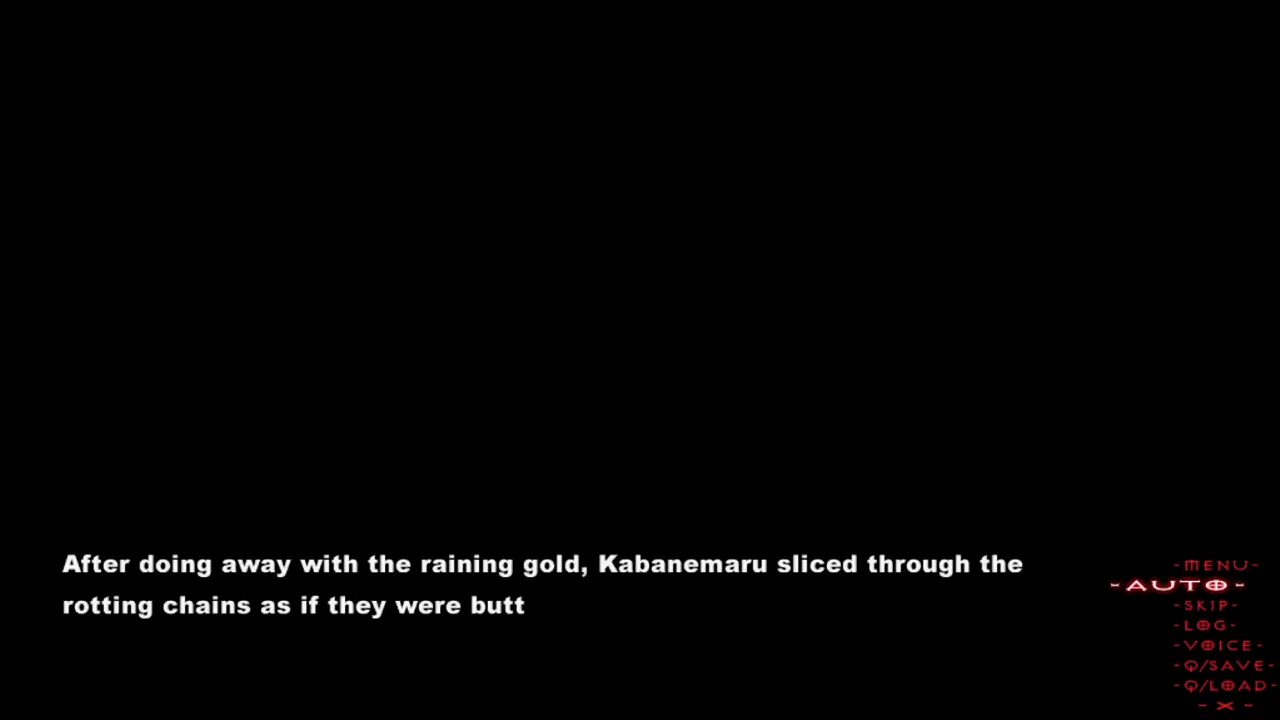 After doing away with the raining gold, Kabanemaru sliced through the
rotting chains as if they were butt
-MENU-
-AUTO-
-SKIP-
-LOG-
-VOICE-
-Q/SAVE-
-Q/LOAD-
-X-